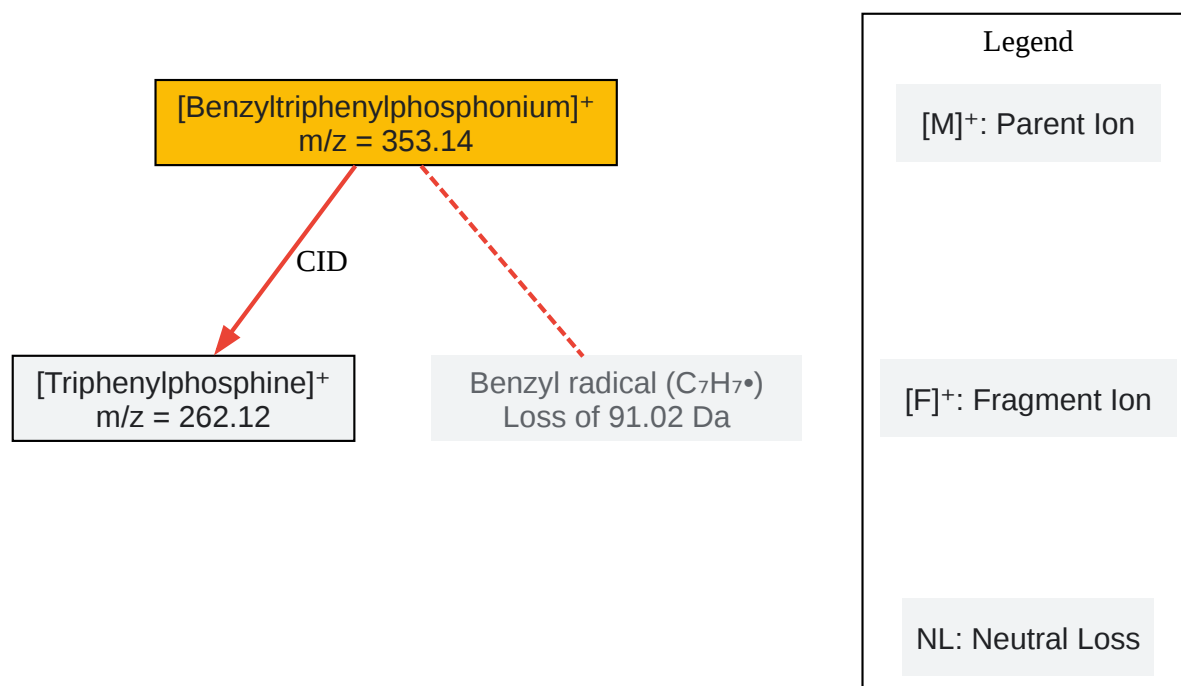 [Benzyltriphenylphosphonium]⁺
m/z = 353.14
CID
[Triphenylphosphine]⁺
m/z = 262.12
Benzyl radical (C₇H₇•)
Loss of 91.02 Da
Legend
[M]⁺: Parent Ion
[F]⁺: Fragment Ion
NL: Neutral Loss